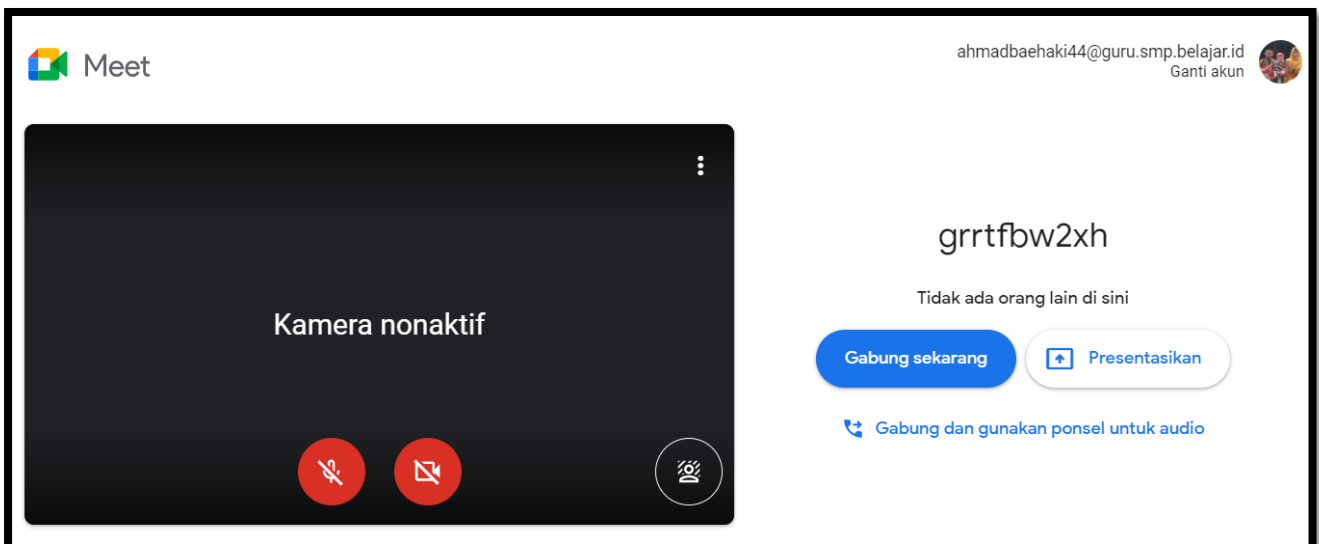 Meet
ahmadbaehaki44@guru.smp.belajar.id
Ganti akun
Kamera nonaktif
grrtfbw2xh
Tidak ada orang lain di sini
Gabung sekarang
Presentasikan
Gabung dan gunakan ponsel untuk audio